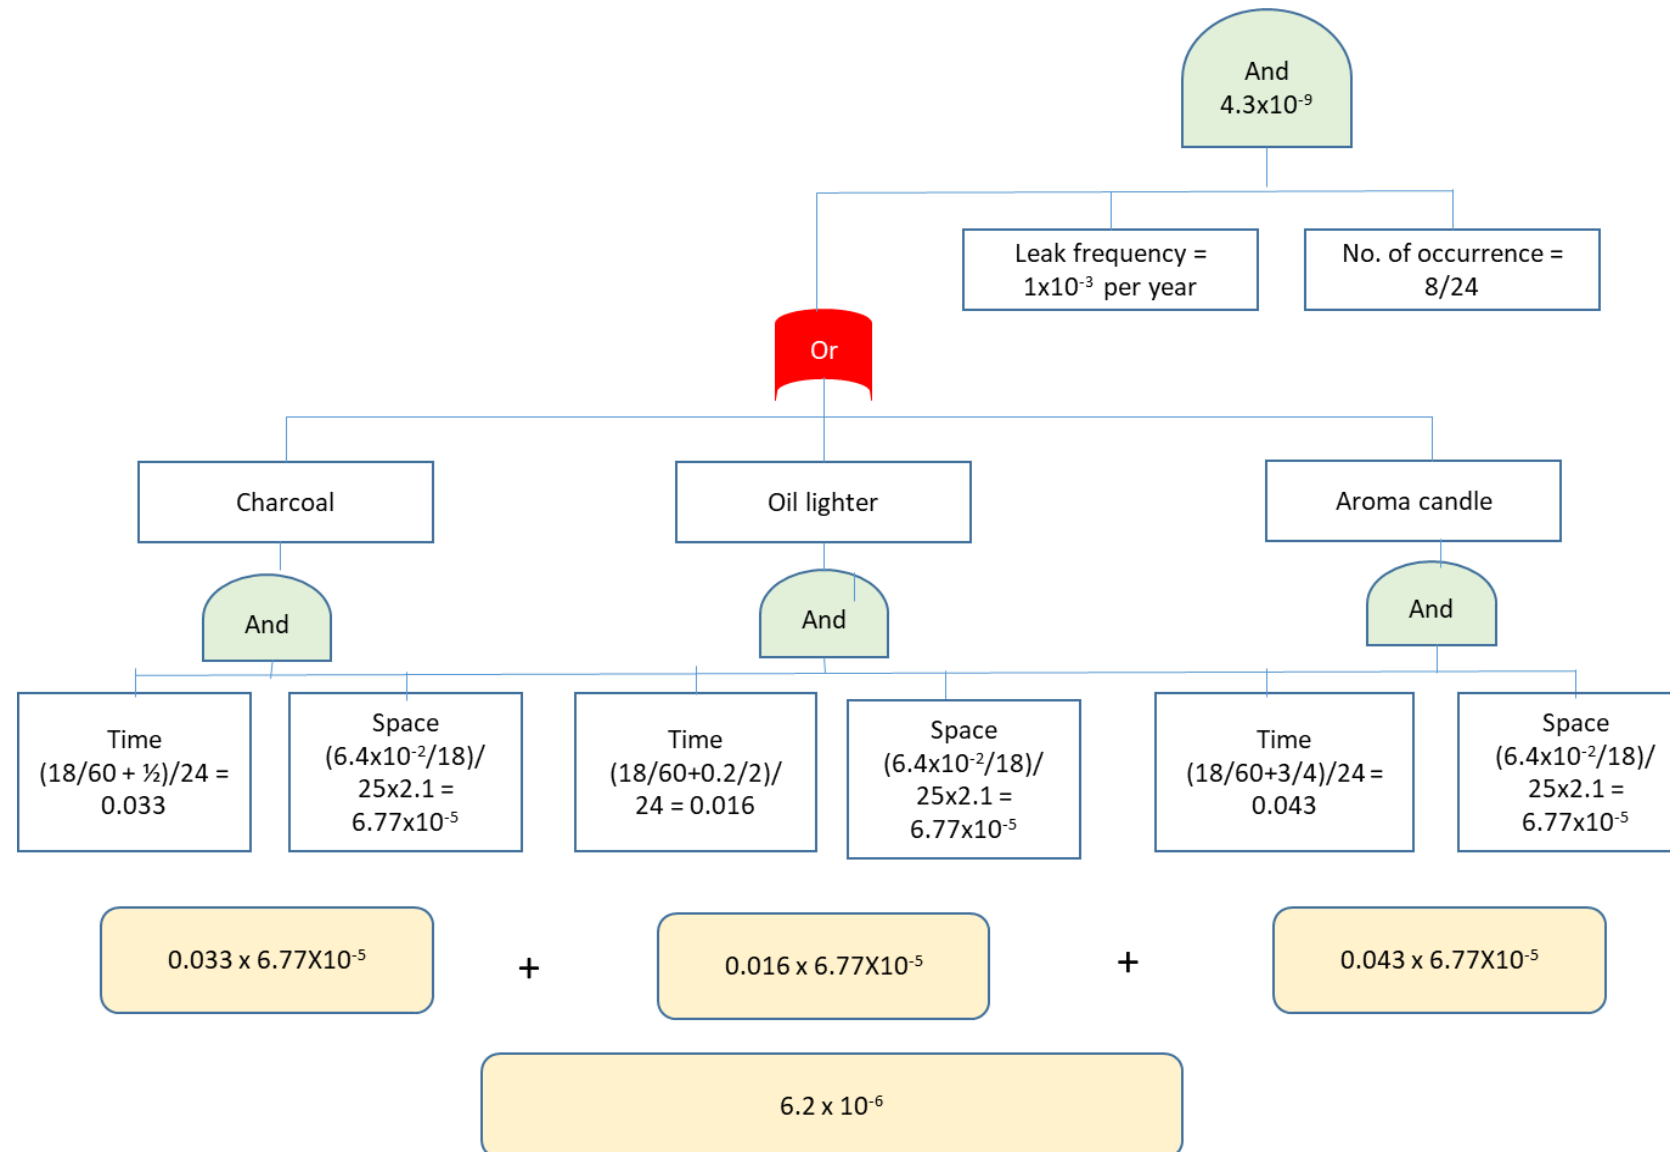 And
4.3x10⁻⁹
Leak frequency =
1x10⁻³ per year
No. of occurrence =
8/24
Or
Charcoal
Oil lighter
Aroma candle
And
And
And
Time
(18/60 + ½)/24 =
0.033
Space
(6.4x10⁻²/18)/
25x2.1 =
6.77x10⁻⁵
Time
(18/60+0.2/2)/
24 = 0.016
Space
(6.4x10⁻²/18)/
25x2.1 =
6.77x10⁻⁵
Time
(18/60+3/4)/24 =
0.043
Space
(6.4x10⁻²/18)/
25x2.1 =
6.77x10⁻⁵
0.033 x 6.77X10⁻⁵
+
0.016 x 6.77X10⁻⁵
+
0.043 x 6.77X10⁻⁵
6.2 x 10⁻⁶